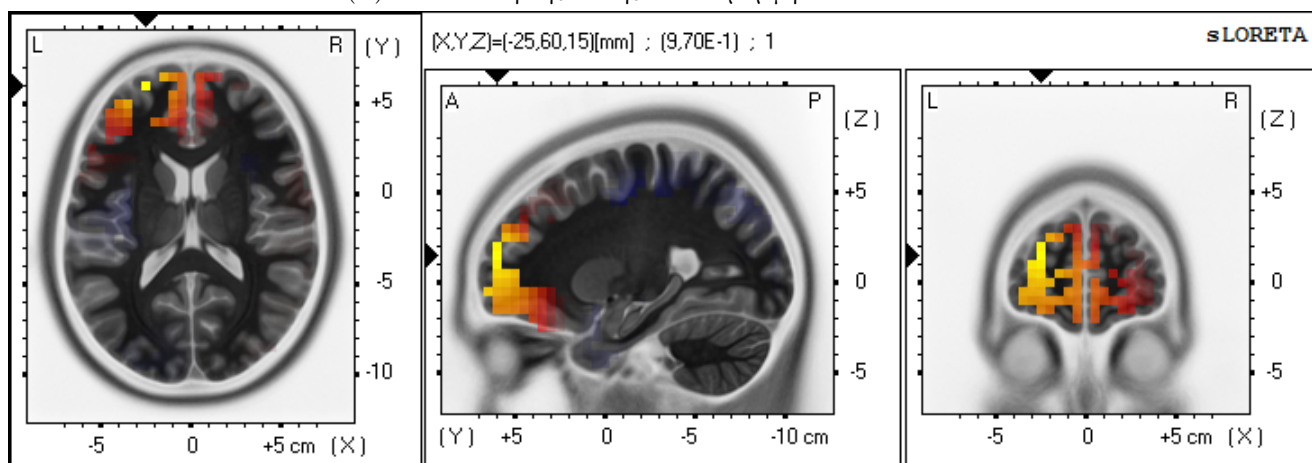 (X,Y,Z)=(-25,60,15)[mm] ; (9,70E-1) ; 1
sLORETA
L R (Y)
+5
0
-5
-10
-5 0 +5 cm (X)
A P (Z)
+5
0
-5
(Y) +5 0 -5 -10 cm
L R (Z)
+5
0
-5
-5 0 +5 cm (X)